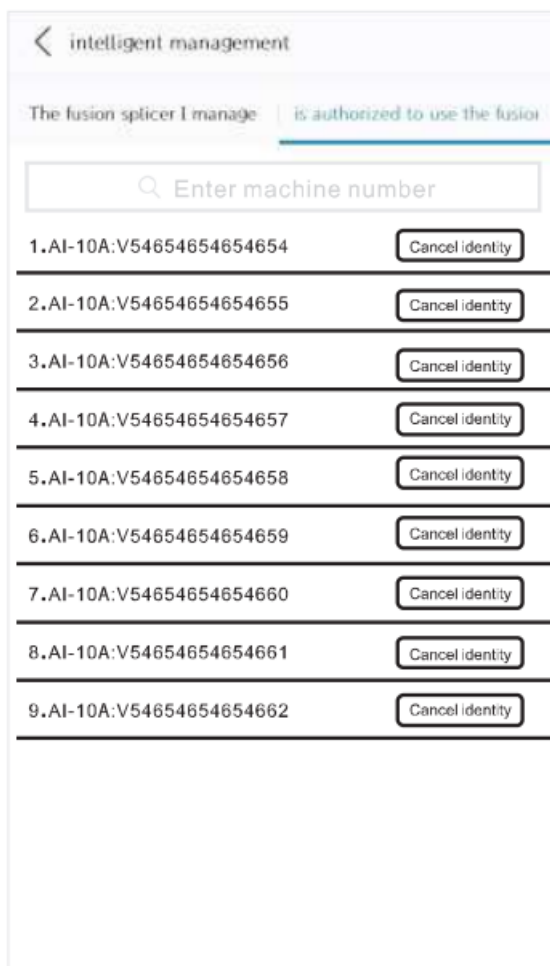 intelligent management
The fusion splicer I manage is authorized to use the fusior
Enter machine number
1.AI-10A:V54654654654654 Cancel identity
2.AI-10A:V54654654654655 Cancel identity
3.AI-10A:V54654654654656 Cancel identity
4.AI-10A:V54654654654657 Cancel identity
5.AI-10A:V54654654654658 Cancel identity
6.AI-10A:V54654654654659 Cancel identity
7.AI-10A:V54654654654660 Cancel identity
8.AI-10A:V54654654654661 Cancel identity
9.AI-10A:V54654654654662 Cancel identity